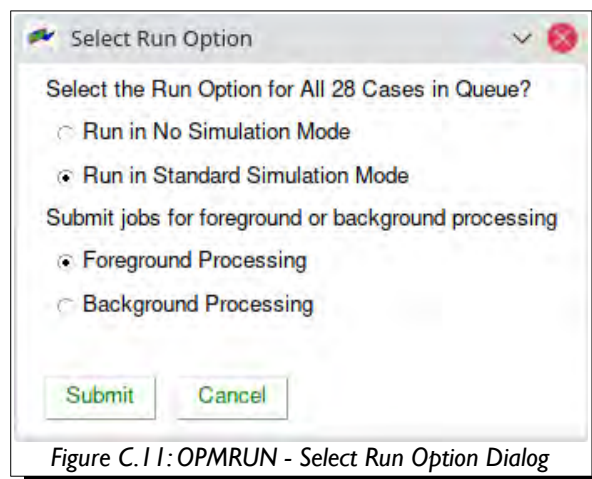 Select Run Option
Select the Run Option for All 28 Cases in Queue?
Run in No Simulation Mode
Run in Standard Simulation Mode
Submit jobs for foreground or background processing
Foreground Processing
Background Processing
Submit Cancel
Figure C.11: OPMRUN - Select Run Option Dialog